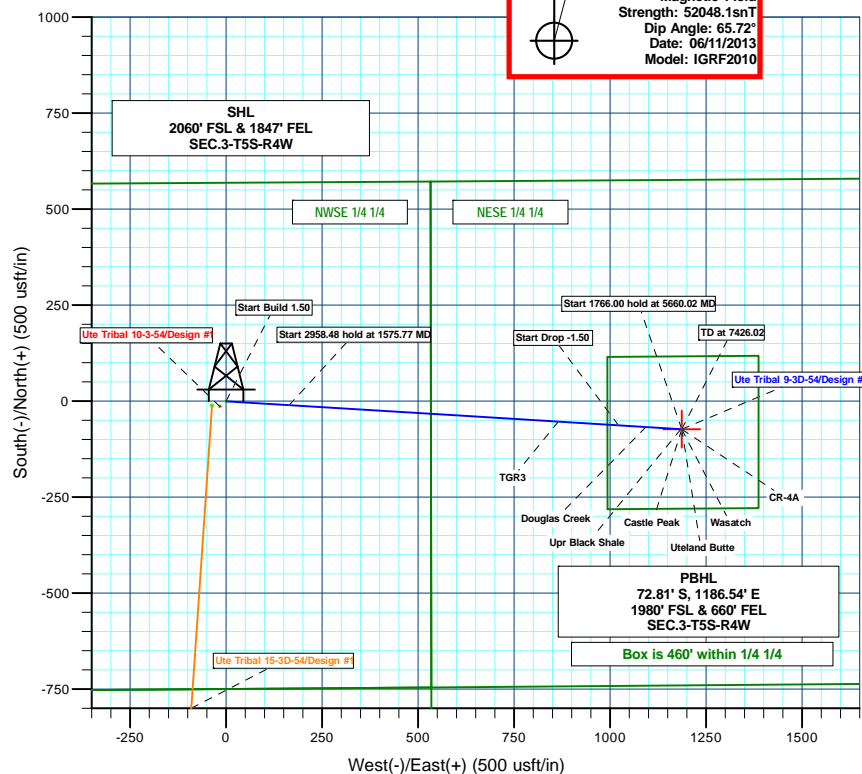 Magnetic Field
Strength: 52048.1snT
Dip Angle: 65.72°
Date: 06/11/2013
Model: IGRF2010
1000
750
500
250
0
-250
-500
-750
South(-)/North(+) (500 usft/in)
SHL
2060' FSL & 1847' FEL
SEC.3-T5S-R4W
NWSE 1/4 1/4
NESE 1/4 1/4
Start Build 1.50
Start 1766.00 hold at 5660.02 MD
Ute Tribal 10-3-54/Design #1
Start 2958.48 hold at 1575.77 MD
Start Drop -1.50
TD at 7426.02
Ute Tribal 9-3D-54/Design #
TGR3
Douglas Creek
Upr Black Shale
Castle Peak
Uteland Butte
Wasatch
CR-4A
PBHL
72.81' S, 1186.54' E
1980' FSL & 660' FEL
SEC.3-T5S-R4W
Box is 460' within 1/4 1/4
Ute Tribal 15-3D-54/Design #1
-250
0
250
500
750
1000
1250
1500
West(-)/East(+) (500 usft/in)